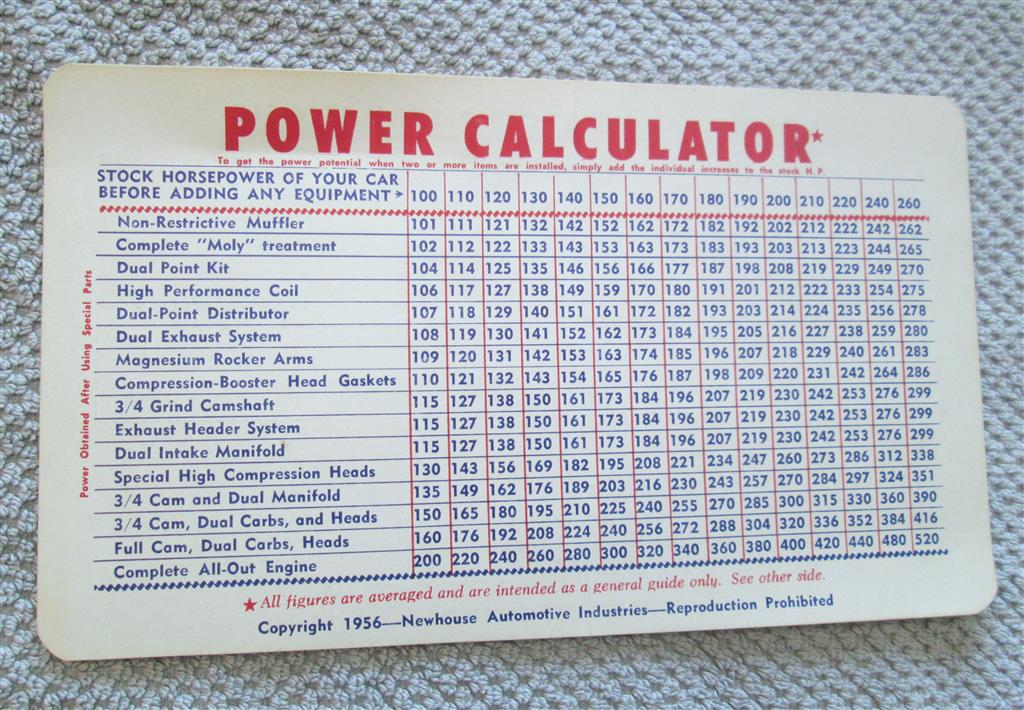 POWER CALCULATOR★
To get the power potential when two or more items are installed, simply add the individual increases to the stock H. P.
STOCK HORSEPOWER OF YOUR CAR
BEFORE ADDING ANY EQUIPMENT➤ 100 110 120 130 140 150 160 170 180 190 200 210 220 240 260
Power Obtained After Using Special Parts
Non-Restrictive Muffler 101 111 121 132 142 152 162 172 182 192 202 212 222 242 262
Complete "Moly" treatment 102 112 122 133 143 153 163 173 183 193 203 213 223 244 265
Dual Point Kit 104 114 125 135 146 156 166 177 187 198 208 219 229 249 270
High Performance Coil 106 117 127 138 149 159 170 180 191 201 212 222 233 254 275
Dual-Point Distributor 107 118 129 140 151 161 172 182 193 203 214 224 235 256 278
Dual Exhaust System 108 119 130 141 152 162 173 184 195 205 216 227 238 259 280
Magnesium Rocker Arms 109 120 131 142 153 163 174 185 196 207 218 229 240 261 283
Compression-Booster Head Gaskets 110 121 132 143 154 165 176 187 198 209 220 231 242 264 286
3/4 Grind Camshaft 115 127 138 150 161 173 184 196 207 219 230 242 253 276 299
Exhaust Header System 115 127 138 150 161 173 184 196 207 219 230 242 253 276 299
Dual Intake Manifold 115 127 138 150 161 173 184 196 207 219 230 242 253 276 299
Special High Compression Heads 130 143 156 169 182 195 208 221 234 247 260 273 286 312 338
3/4 Cam and Dual Manifold 135 149 162 176 189 203 216 230 243 257 270 284 297 324 351
3/4 Cam, Dual Carbs, and Heads 150 165 180 195 210 225 240 255 270 285 300 315 330 360 390
Full Cam, Dual Carbs, Heads 160 176 192 208 224 240 256 272 288 304 320 336 352 384 416
Complete All-Out Engine 200 220 240 260 280 300 320 340 360 380 400 420 440 480 520
★All figures are averaged and are intended as a general guide only. See other side.
Copyright 1956—Newhouse Automotive Industries—Reproduction Prohibited